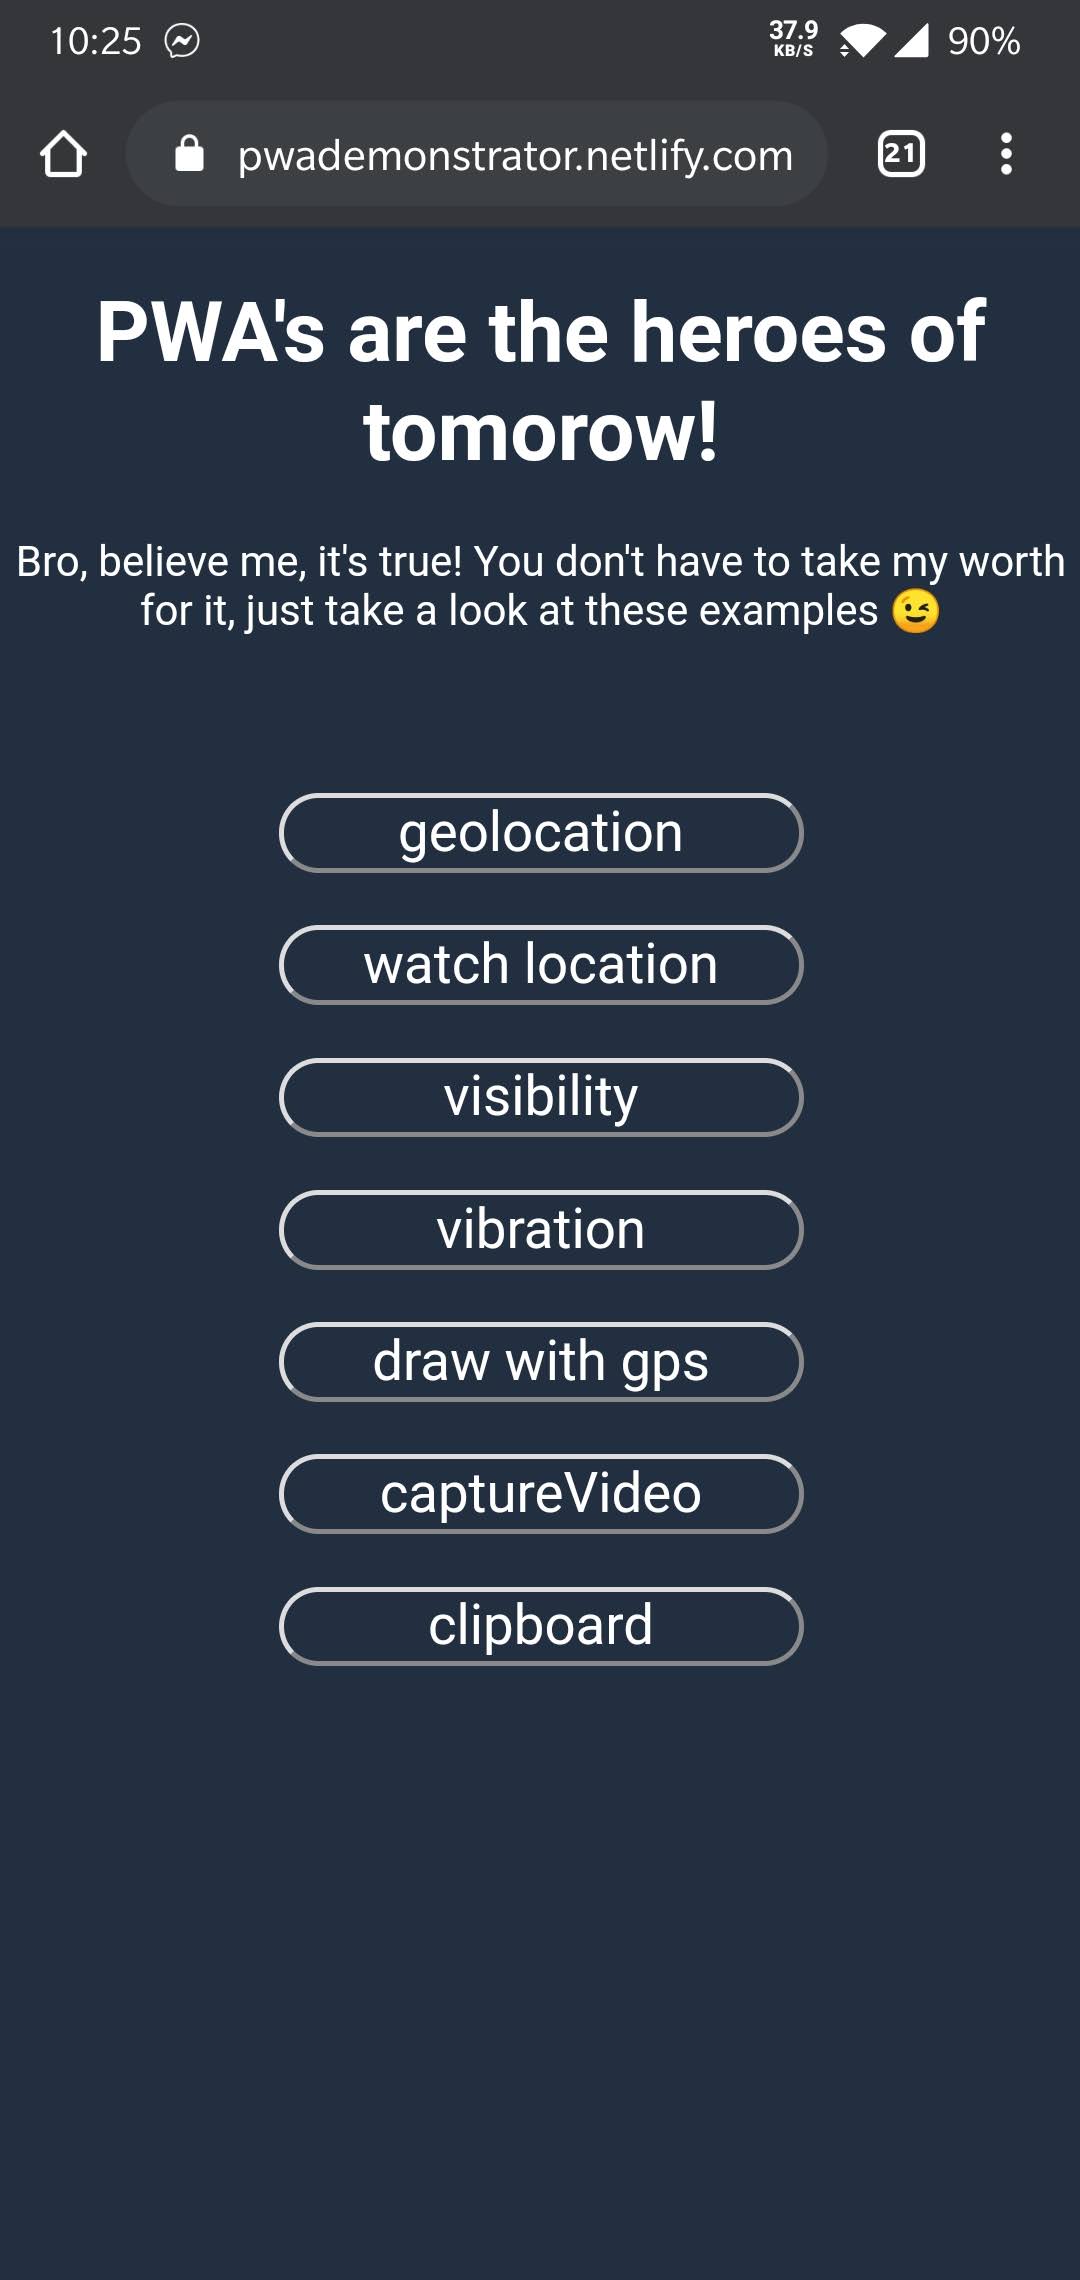 10:25 37.9 KB/S 90%
pwademonstrator.netlify.com 21
PWA's are the heroes of
tomorow!
Bro, believe me, it's true! You don't have to take my worth
for it, just take a look at these examples 😉
geolocation
watch location
visibility
vibration
draw with gps
captureVideo
clipboard